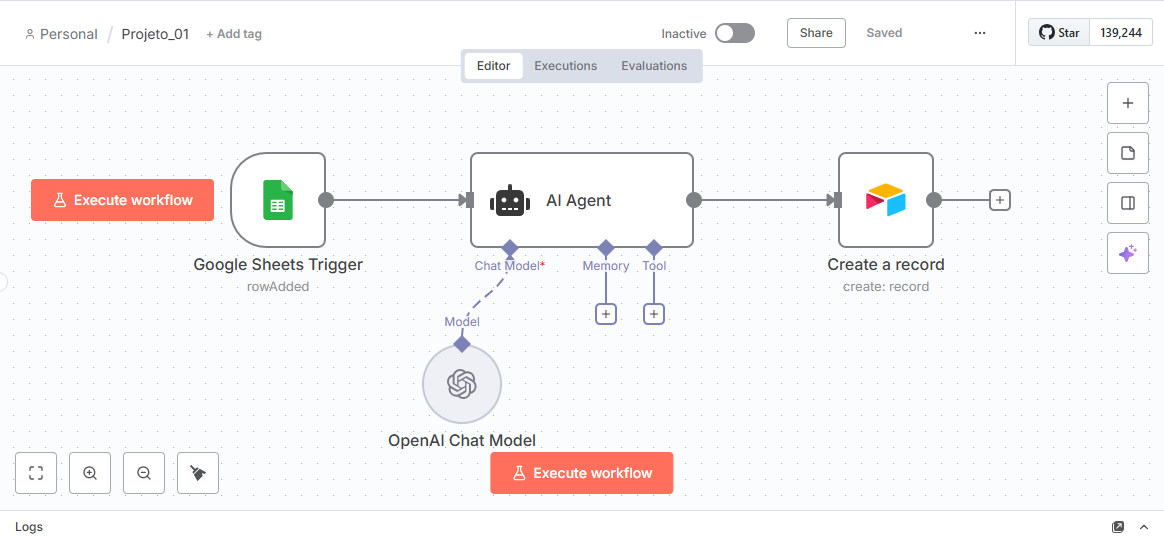 Personal / Projeto_01 + Add tag
Inactive
Share
Saved
...
Star 139,244
Editor Executions Evaluations
Execute workflow
AI Agent
Google Sheets Trigger
rowAdded
Chat Model*
Memory
Tool
Create a record
create: record
Model
OpenAI Chat Model
Execute workflow
Logs